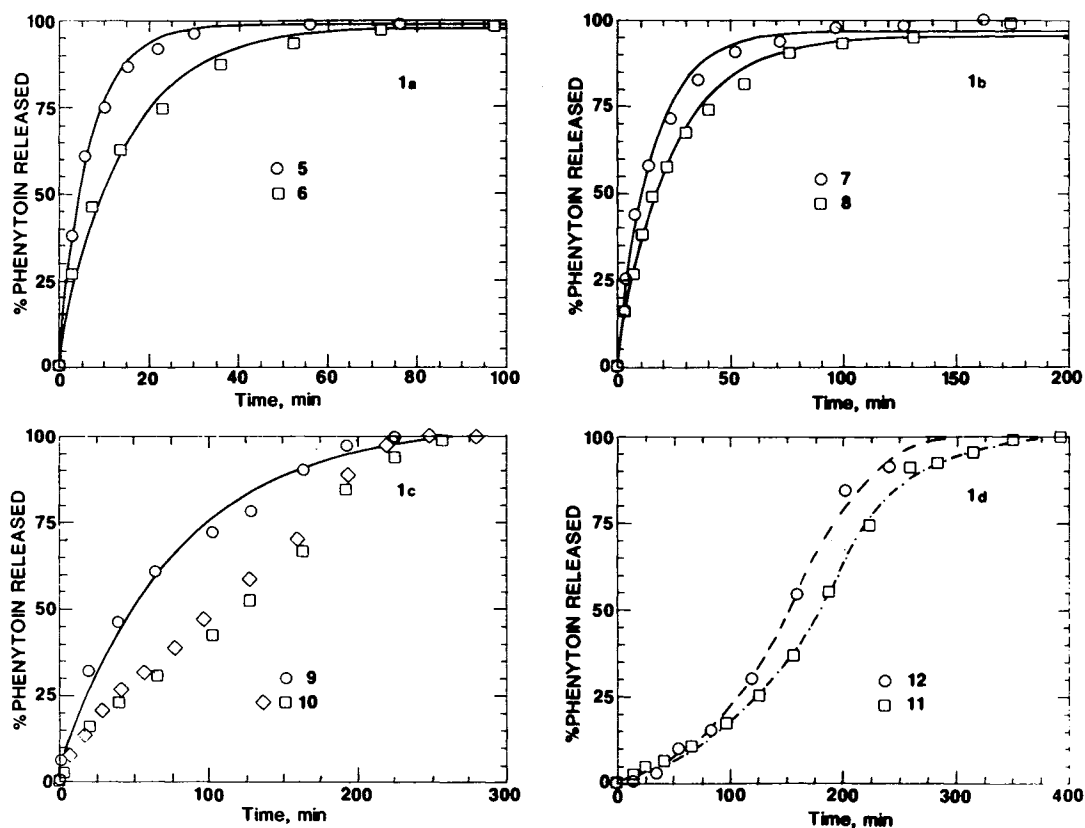 % PHENYTOIN RELEASED
100
75
50
25
0
1a
5
6
0 20 40 60 80 100
Time, min
% PHENYTOIN RELEASED
100
75
50
25
0
1b
7
8
0 50 100 150 200
Time, min
% PHENYTOIN RELEASED
100
75
50
25
0
1c
9
10
0 100 200 300
Time, min
% PHENYTOIN RELEASED
100
75
50
25
0
1d
12
11
0 100 200 300 400
Time, min